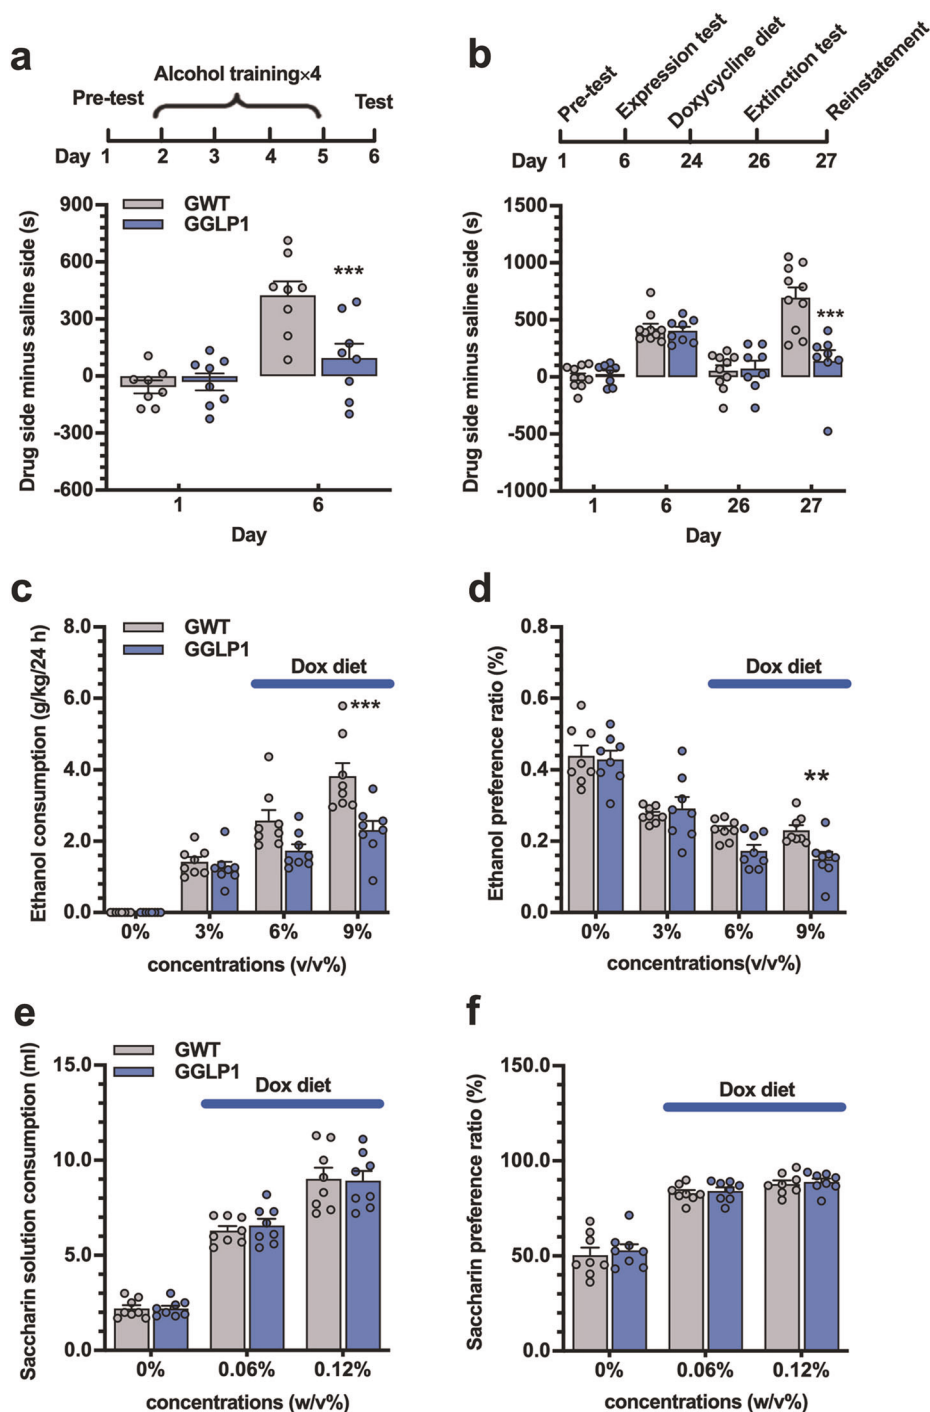 a
Alcohol training×4
Pre-test
Test
Day
1 2 3 4 5 6
900
600
300
0
-300
-600
Drug side minus saline side (s)
GWT
GGLP1
***
1 6
Day
b
Pre-test
Expression test
Doxycycline diet
Extinction test
Reinstatement
Day 1 6 24 26 27
1500
1000
500
0
-500
-1000
Drug side minus saline side (s)
***
1 6 26 27
Day
c
8.0
6.0
4.0
2.0
0.0
Ethanol consumption (g/kg/24 h)
GWT
GGLP1
Dox diet
***
0% 3% 6% 9%
concentrations (v/v%)
d
0.8
0.6
0.4
0.2
0.0
Ethanol preference ratio (%)
Dox diet
**
0% 3% 6% 9%
concentrations(v/v%)
e
15.0
10.0
5.0
0.0
Saccharin solution consumption (ml)
GWT
GGLP1
Dox diet
0% 0.06% 0.12%
concentrations (w/v%)
f
150.0
100.0
50.0
0.0
Saccharin preference ratio (%)
Dox diet
0% 0.06% 0.12%
concentrations (w/v%)